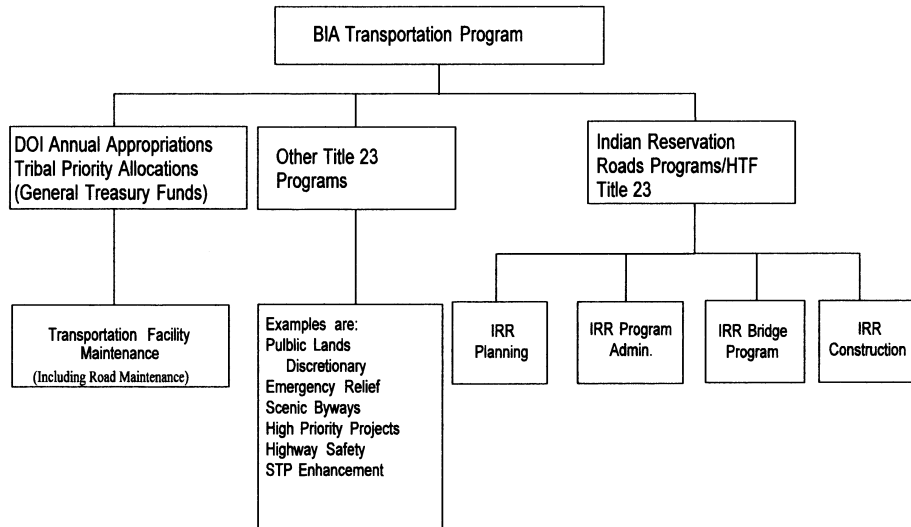 BIA Transportation Program
DOI Annual Appropriations
Tribal Priority Allocations
(General Treasury Funds)
Other Title 23
Programs
Indian Reservation
Roads Programs/HTF
Title 23
Transportation Facility
Maintenance
(Including Road Maintenance)
Examples are:
Pulblic Lands
Discretionary
Emergency Relief
Scenic Byways
High Priority Projects
Highway Safety
STP Enhancement
IRR
Planning
IRR Program
Admin.
IRR Bridge
Program
IRR
Construction